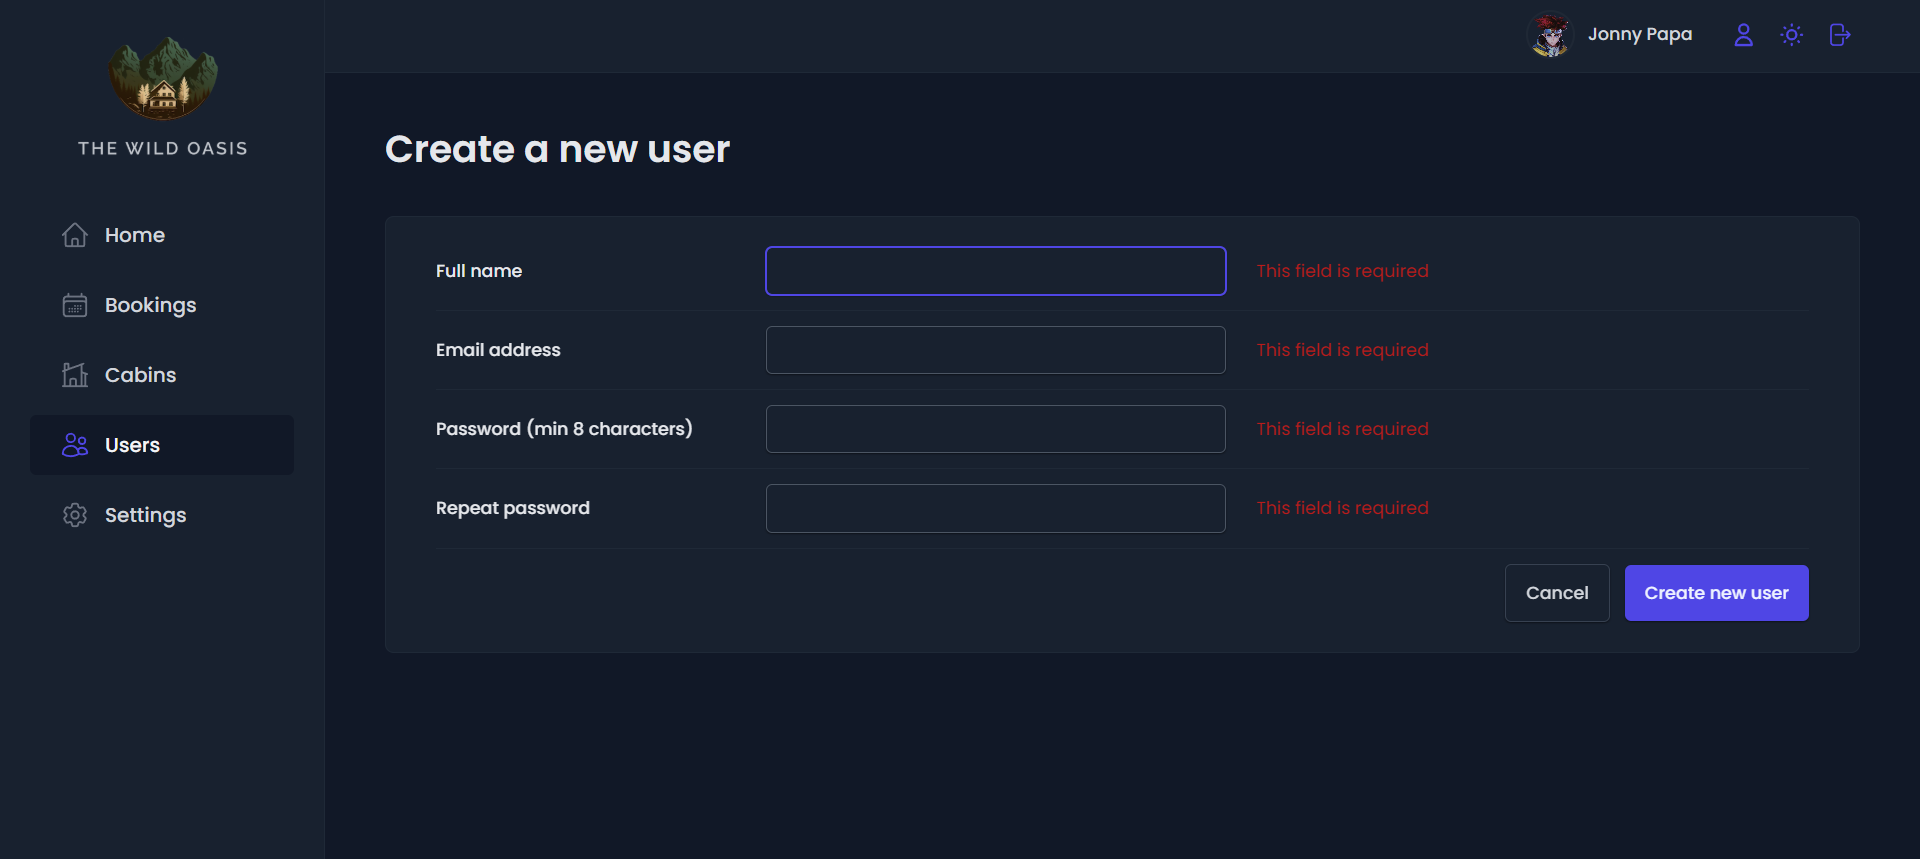 THE WILD OASIS
Home
Bookings
Cabins
Users
Settings
Jonny Papa
Create a new user
Full name
This field is required
Email address
This field is required
Password (min 8 characters)
This field is required
Repeat password
This field is required
Cancel
Create new user